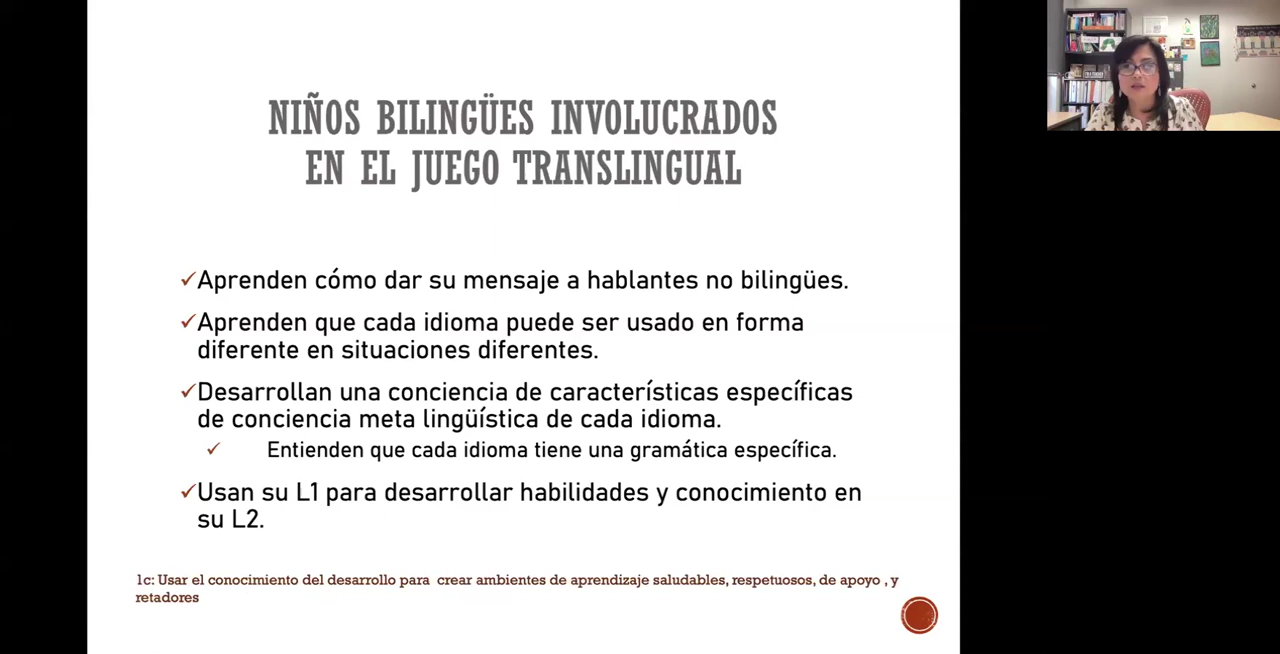 NIÑOS BILINGÜES INVOLUCRADOS
EN EL JUEGO TRANSLINGUAL
Aprenden cómo dar su mensaje a hablantes no bilingües.
Aprenden que cada idioma puede ser usado en forma
diferente en situaciones diferentes.
Desarrollan una conciencia de características específicas
de conciencia meta lingüística de cada idioma.
Entienden que cada idioma tiene una gramática específica.
Usan su L1 para desarrollar habilidades y conocimiento en
su L2.
1c: Usar el conocimiento del desarrollo para crear ambientes de aprendizaje saludables, respetuosos, de apoyo , y
retadores